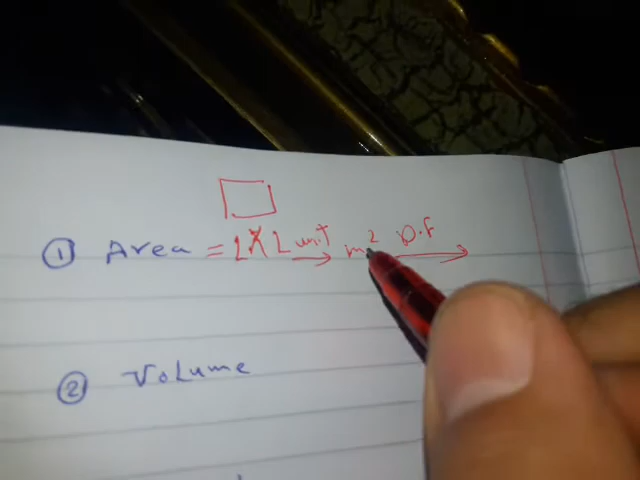 ① Area = L X L unit → m² D.F →
② Volume